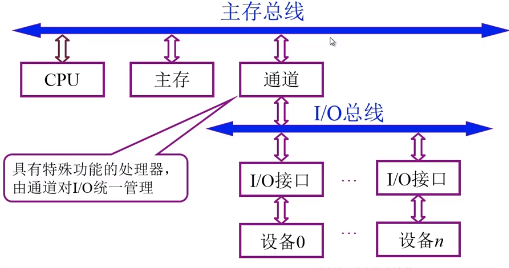 主存总线
CPU
主存
通道
I/O总线
具有特殊功能的处理器，
由通道对I/O统一管理
I/O接口
...
I/O接口
设备0
...
设备n